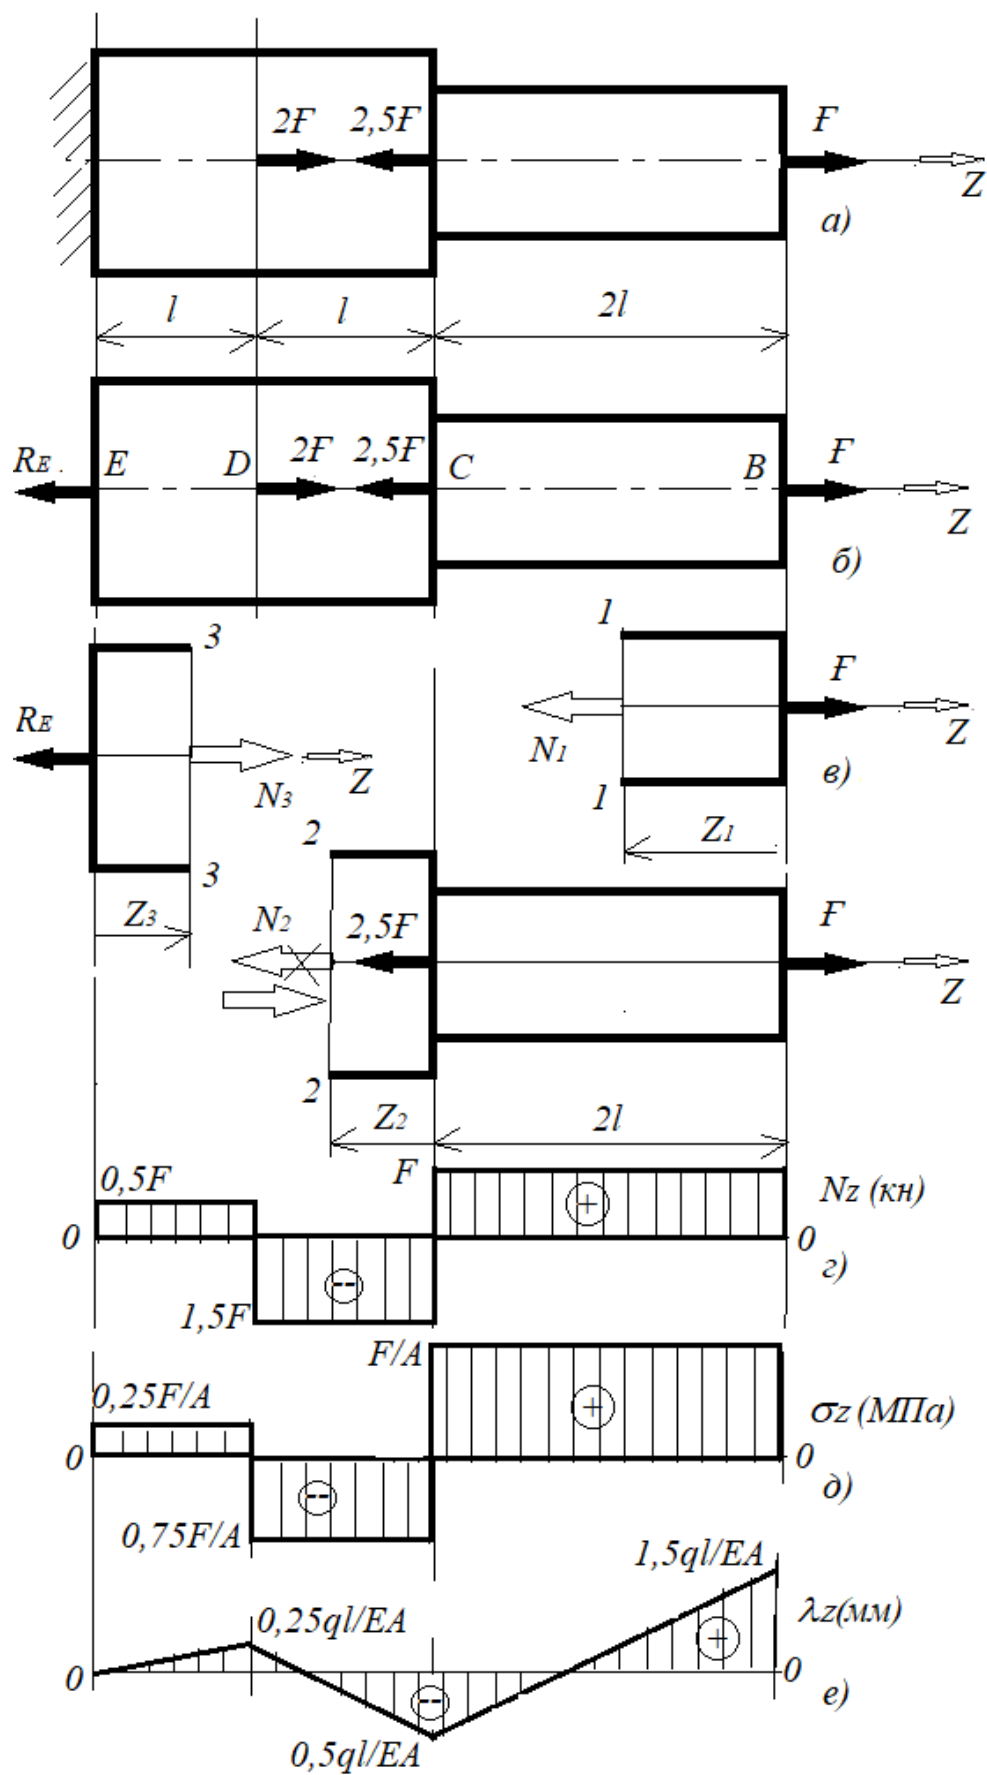 2F 2,5F F
Z
а)
l l 2l
RE . E D 2F 2,5F C B F
Z
б)
3 1
RE F
N3 Z N1 Z
в)
1
2 Z1
3
Z3 N2 2,5F F
Z
2
Z2 2l
0,5F F Nz (кн)
+
0 0
-- г)
1,5F
F/A
0,25F/A + σz (МПа)
0 0
-- д)
0,75F/A
1,5ql/EA
0,25ql/EA + λz(мм)
0 0
-- е)
0,5ql/EA